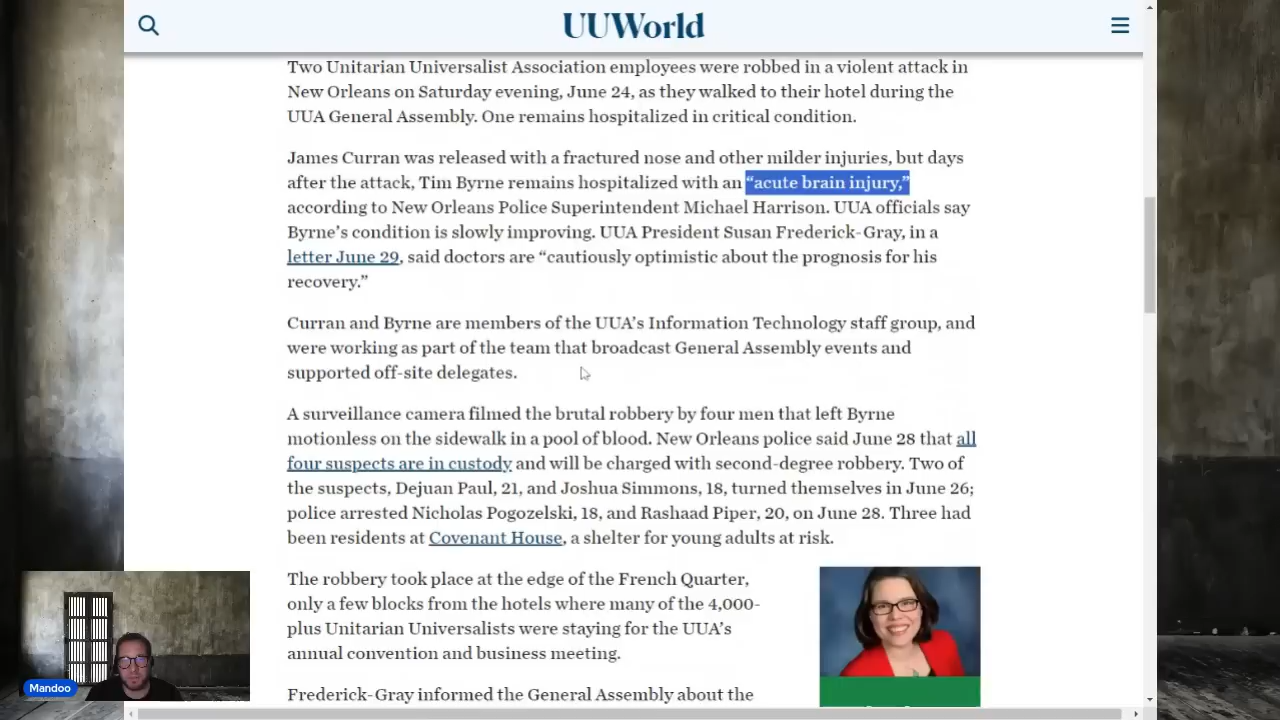 UUWorld
Two Unitarian Universalist Association employees were robbed in a violent attack in
New Orleans on Saturday evening, June 24, as they walked to their hotel during the
UUA General Assembly. One remains hospitalized in critical condition.
James Curran was released with a fractured nose and other milder injuries, but days
after the attack, Tim Byrne remains hospitalized with an “acute brain injury,”
according to New Orleans Police Superintendent Michael Harrison. UUA officials say
Byrne’s condition is slowly improving. UUA President Susan Frederick-Gray, in a
letter June 29, said doctors are “cautiously optimistic about the prognosis for his
recovery.”
Curran and Byrne are members of the UUA’s Information Technology staff group, and
were working as part of the team that broadcast General Assembly events and
supported off-site delegates.
A surveillance camera filmed the brutal robbery by four men that left Byrne
motionless on the sidewalk in a pool of blood. New Orleans police said June 28 that all
four suspects are in custody and will be charged with second-degree robbery. Two of
the suspects, Dejuan Paul, 21, and Joshua Simmons, 18, turned themselves in June 26;
police arrested Nicholas Pogozelski, 18, and Rashaad Piper, 20, on June 28. Three had
been residents at Covenant House, a shelter for young adults at risk.
The robbery took place at the edge of the French Quarter,
only a few blocks from the hotels where many of the 4,000-
plus Unitarian Universalists were staying for the UUA’s
annual convention and business meeting.
Frederick-Gray informed the General Assembly about the
Mandoo